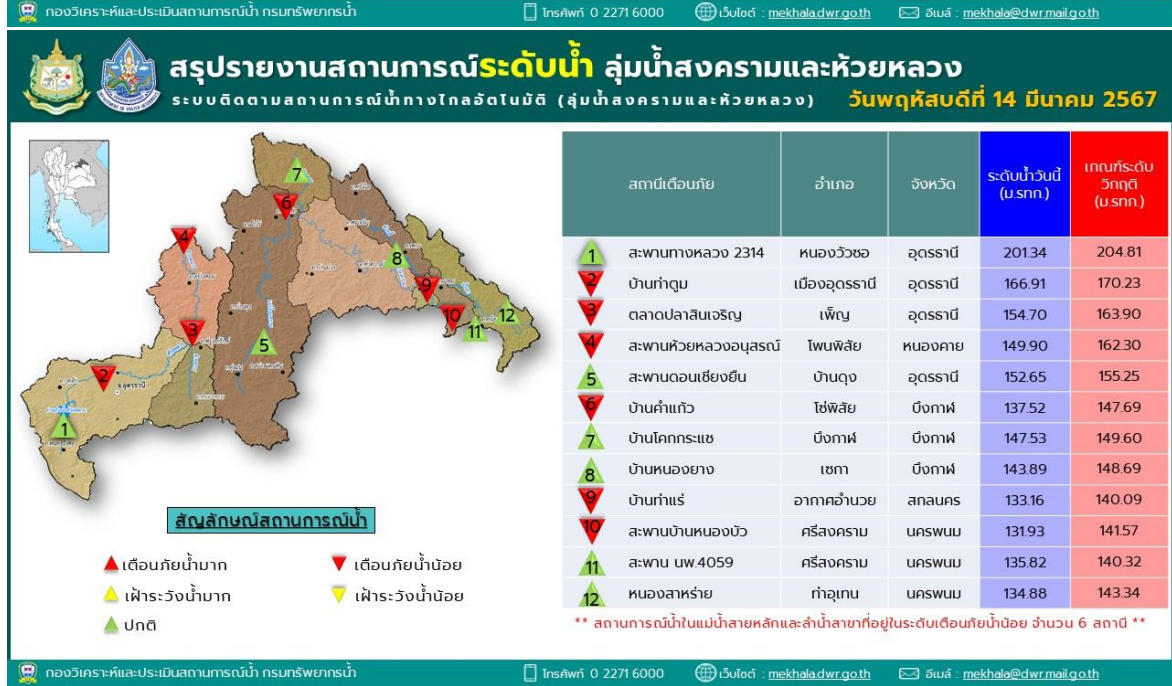 กองวิเคราะห์และประเมินสถานการณ์น้ำ กรมทรัพยากรน้ำ โทรศัพท์ 0 2271 6000 เว็บไซต์ : mekhala.dwr.go.th อีเมล์ : mekhala@dwr.mail.go.th
สรุปรายงานสถานการณ์ระดับน้ำ ลุ่มน้ำสงครามและห้วยหลวง
ระบบติดตามสถานการณ์น้ำทางไกลอัตโนมัติ (ลุ่มน้ำสงครามและห้วยหลวง) วันพฤหัสบดีที่ 14 มีนาคม 2567
7
6
4
8
9
10
11
12
3
5
2
1
สัญลักษณ์สถานการณ์น้ำ
เตือนภัยน้ำมาก เตือนภัยน้ำน้อย
เฝ้าระวังน้ำมาก เฝ้าระวังน้ำน้อย
ปกติ
สถานีเตือนภัย อำเภอ จังหวัด ระดับน้ำวันนี้ (ม.รทก.) เกณฑ์ระดับวิกฤติ (ม.รทก.)
1 สะพานทางหลวง 2314 หนองวัวซอ อุดรธานี 201.34 204.81
2 บ้านท่าตูม เมืองอุดรธานี อุดรธานี 166.91 170.23
3 ตลาดปลาสินเจริญ เพ็ญ อุดรธานี 154.70 163.90
4 สะพานห้วยหลวงอนุสรณ์ โพนพิสัย หนองคาย 149.90 162.30
5 สะพานดอนเชียงยืน บ้านดุง อุดรธานี 152.65 155.25
6 บ้านคำแก้ว โซ่พิสัย บึงกาฬ 137.52 147.69
7 บ้านโคกกระแซ บึงกาฬ บึงกาฬ 147.53 149.60
8 บ้านหนองยาง เซกา บึงกาฬ 143.89 148.69
9 บ้านท่าแร่ อากาศอำนวย สกลนคร 133.16 140.09
10 สะพานบ้านหนองบัว ศรีสงคราม นครพนม 131.93 141.57
11 สะพาน นพ.4059 ศรีสงคราม นครพนม 135.82 140.32
12 หนองสาหร่าย ท่าอุเทน นครพนม 134.88 143.34
** สถานการณ์น้ำในแม่น้ำสายหลักและลำน้ำสาขาที่อยู่ในระดับเตือนภัยน้ำน้อย จำนวน 6 สถานี **
กองวิเคราะห์และประเมินสถานการณ์น้ำ กรมทรัพยากรน้ำ โทรศัพท์ 0 2271 6000 เว็บไซต์ : mekhala.dwr.go.th อีเมล์ : mekhala@dwr.mail.go.th